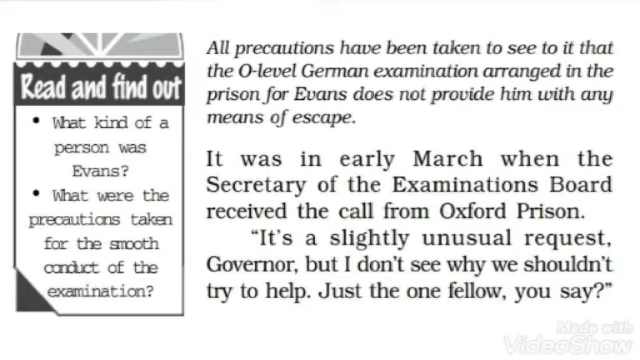 Read and find out
• What kind of a
person was
Evans?
• What were the
precautions taken
for the smooth
conduct of the
examination?
All precautions have been taken to see to it that
the O-level German examination arranged in the
prison for Evans does not provide him with any
means of escape.
It was in early March when the
Secretary of the Examinations Board
received the call from Oxford Prison.
“It’s a slightly unusual request,
Governor, but I don’t see why we shouldn’t
try to help. Just the one fellow, you say?”
Made with
VideoShow